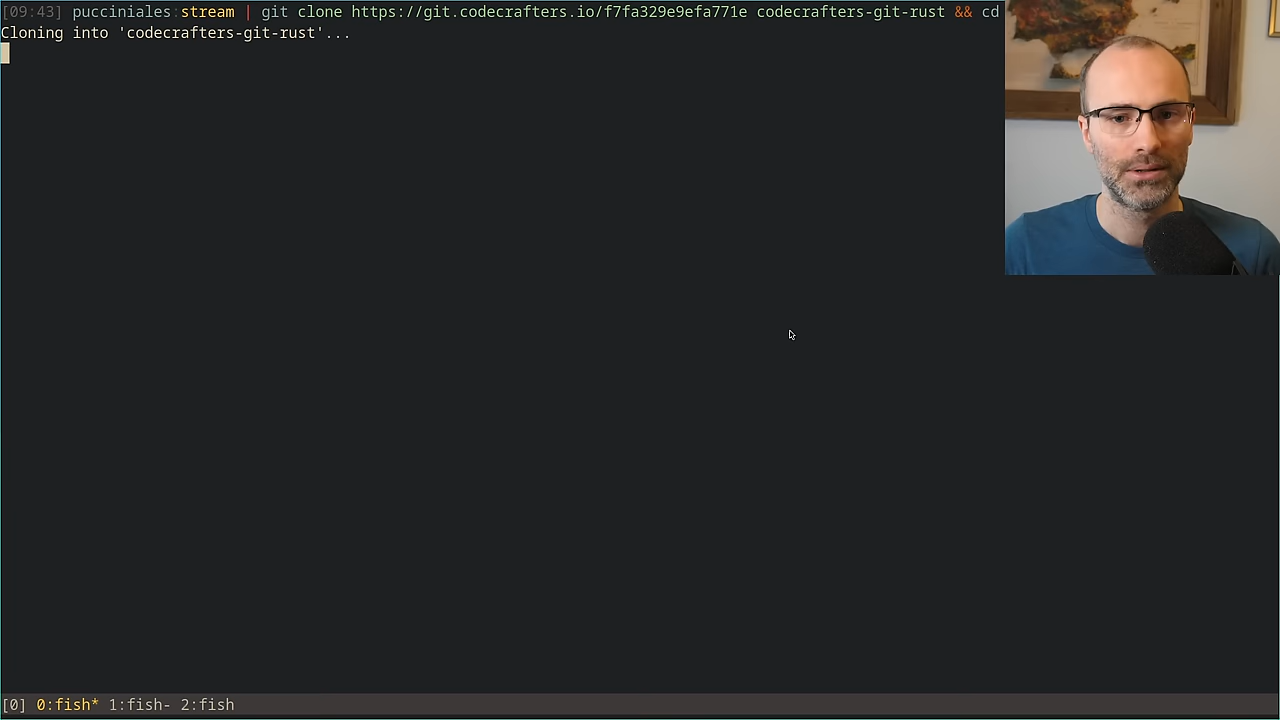 [09:43] pucciniales:stream | git clone https://git.codecrafters.io/f7fa329e9efa771e codecrafters-git-rust && cd
Cloning into 'codecrafters-git-rust'...
[0] 0:fish* 1:fish- 2:fish